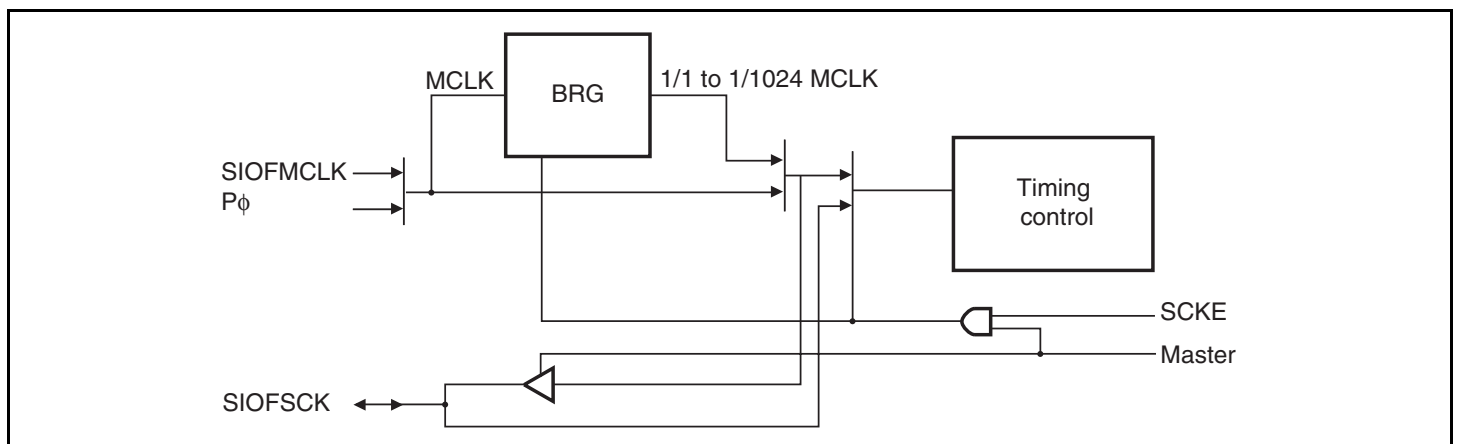 MCLK
BRG
1/1 to 1/1024 MCLK
SIOFMCLK
Pϕ
Timing
control
SCKE
Master
SIOFSCK